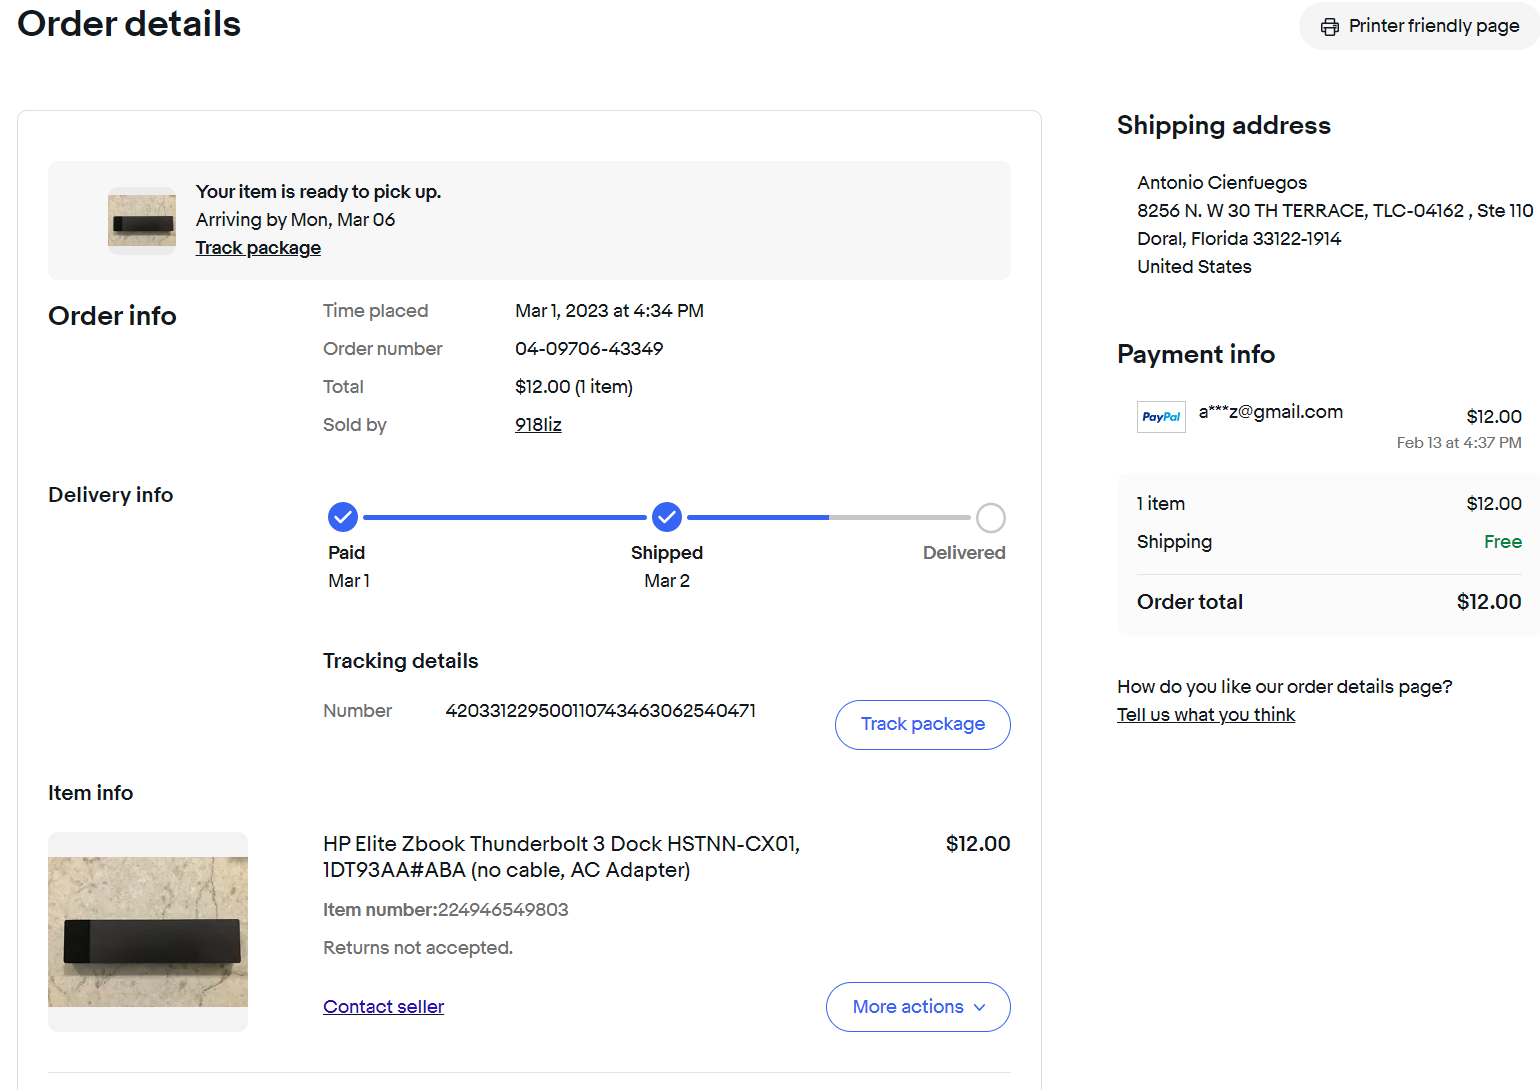 Order details
Printer friendly page
Your item is ready to pick up.
Arriving by Mon, Mar 06
Track package
Order info
Time placed
Mar 1, 2023 at 4:34 PM
Order number
04-09706-43349
Total
$12.00 (1 item)
Sold by
918liz
Delivery info
Paid
Mar 1
Shipped
Mar 2
Delivered
Tracking details
Number
420331229500110743463062540471
Track package
Item info
HP Elite Zbook Thunderbolt 3 Dock HSTNN-CX01,
1DT93AA#ABA (no cable, AC Adapter)
$12.00
Item number:224946549803
Returns not accepted.
Contact seller
More actions
Shipping address
Antonio Cienfuegos
8256 N. W 30 TH TERRACE, TLC-04162 , Ste 110
Doral, Florida 33122-1914
United States
Payment info
PayPal
a***z@gmail.com
$12.00
Feb 13 at 4:37 PM
1 item
$12.00
Shipping
Free
Order total
$12.00
How do you like our order details page?
Tell us what you think